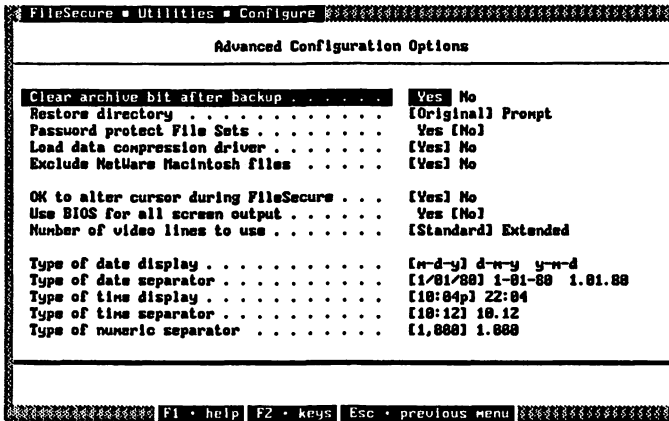 FileSecure ■ Utilities ■ Configure
Advanced Configuration Options
Clear archive bit after backup . . . . . . Yes No
Restore directory . . . . . . . . . . . . [Original] Prompt
Password protect File Sets . . . . . . . . Yes [No]
Load data compression driver . . . . . . . [Yes] No
Exclude NetWare Macintosh files . . . . . [Yes] No
OK to alter cursor during FileSecure . . . [Yes] No
Use BIOS for all screen output . . . . . . Yes [No]
Number of video lines to use . . . . . . . [Standard] Extended
Type of date display . . . . . . . . . . . [m-d-y] d-m-y y-m-d
Type of date separator . . . . . . . . . . [1/01/80] 1-01-80 1.01.80
Type of time display . . . . . . . . . . . [10:04p] 22:04
Type of time separator . . . . . . . . . . [10:12] 10.12
Type of numeric separator . . . . . . . . [1,000] 1.000
F1 · help F2 · keys Esc · previous menu